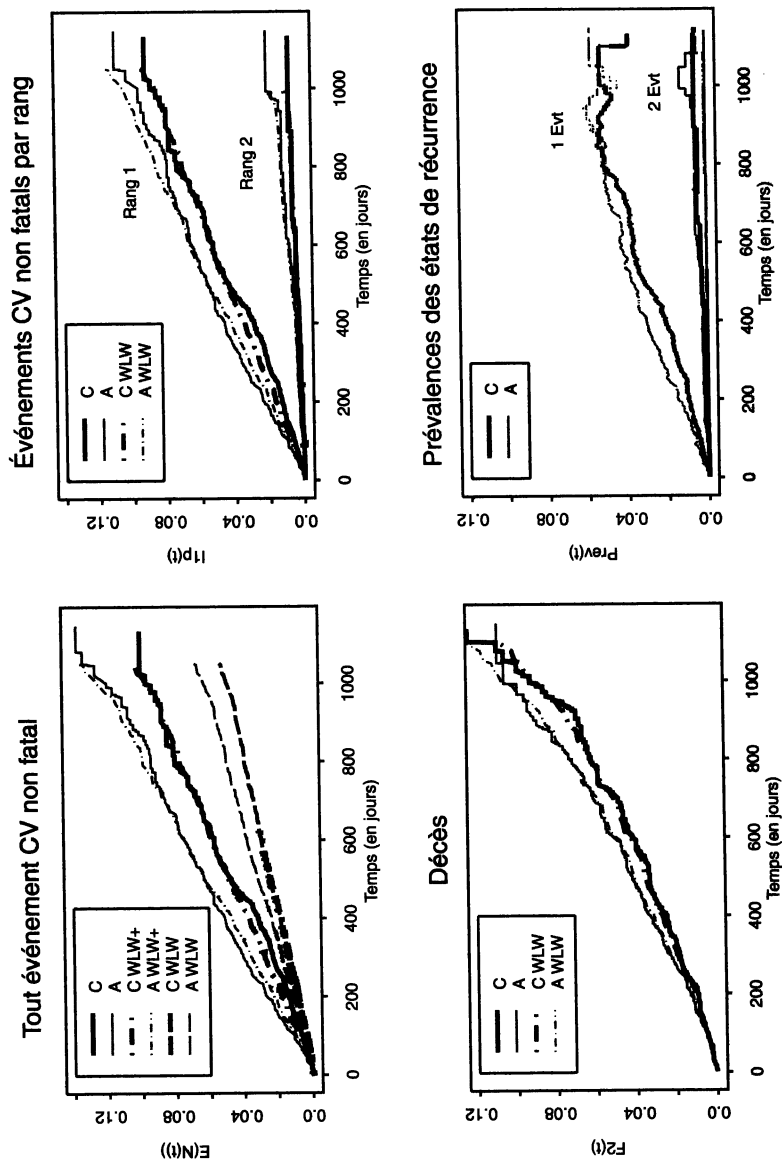 Tout événement CV non fatal
E(N(t))
0.12
0.08
0.04
0.0
C
A
C WLW+
A WLW+
C WLW
A WLW
0
200
400
600
800
1000
Temps (en jours)
Événements CV non fatals par rang
I1p(t)
0.12
0.08
0.04
0.0
C
A
C WLW
A WLW
Rang 1
Rang 2
0
200
400
600
800
1000
Temps (en jours)
Décès
F2(t)
0.12
0.08
0.04
0.0
C
A
C WLW
A WLW
0
200
400
600
800
1000
Temps (en jours)
Prévalences des états de récurrence
Prev(t)
0.12
0.08
0.04
0.0
C
A
1 Evt
2 Evt
0
200
400
600
800
1000
Temps (en jours)